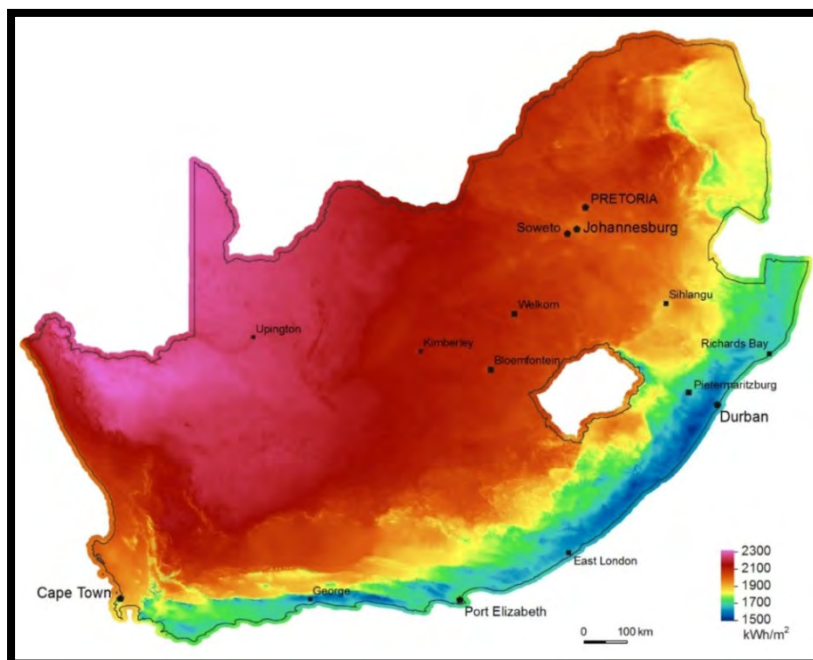 PRETORIA
Soweto
Johannesburg
Sihlangu
Welkom
Upington
Kimberley
Richards Bay
Bloemfontein
Pietermaritzburg
Durban
East London
Cape Town
George
Port Elizabeth
2300
2100
1900
1700
1500
kWh/m²
0 100 km